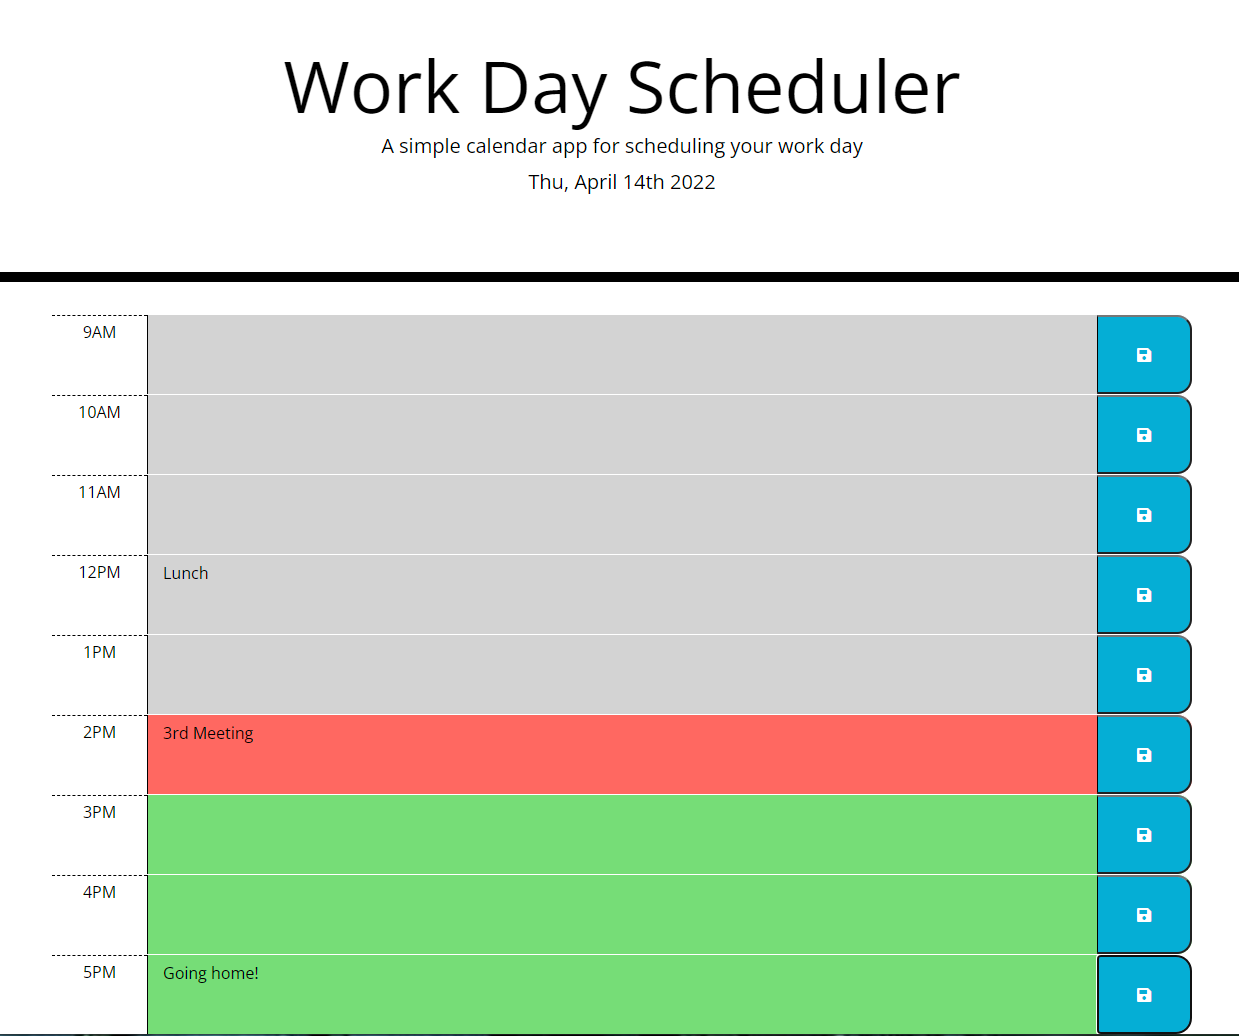 Work Day Scheduler
A simple calendar app for scheduling your work day
Thu, April 14th 2022
9AM
10AM
11AM
12PM Lunch
1PM
2PM 3rd Meeting
3PM
4PM
5PM Going home!